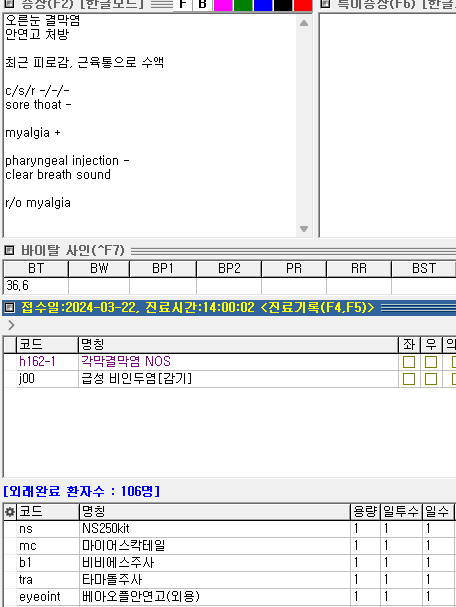 증상(F2) [한글모드] F B
특이증상(F6) [한글
오른눈 결막염
안연고 처방
최근 피로감, 근육통으로 수액
c/s/r -/-/-
sore thoat -
myalgia +
pharyngeal injection -
clear breath sound
r/o myalgia
바이탈 사인(^F7)
BT BW BP1 BP2 PR RR BST
36,6
접수일:2024-03-22, 진료시간:14:00:02 <진료기록(F4,F5)>
코드 명칭 좌 우
h162-1 각막결막염 NOS
j00 급성 비인두염[감기]
[외래완료 환자수 : 106명]
코드 명칭 용량 일투수 일수
ns NS250kit 1 1 1
mc 마이어스칵테일 1 1 1
b1 비비에스주사 1 1 1
tra 타마돌주사 1 1 1
eyeoint 베아오플안연고(외용) 1 1 1